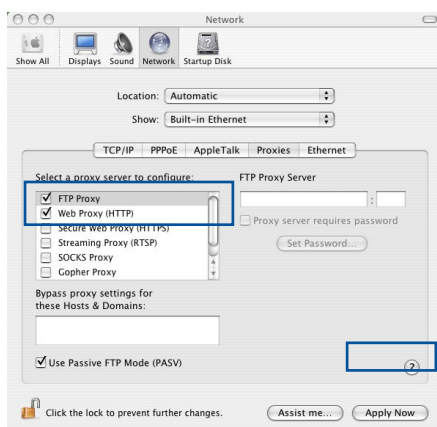 Network
Show All Displays Sound Network Startup Disk
Location: Automatic
Show: Built-in Ethernet
TCP/IP PPPoE AppleTalk Proxies Ethernet
Select a proxy server to configure: FTP Proxy Server
FTP Proxy
:
Web Proxy (HTTP)
Proxy server requires password
Secure Web Proxy (HTTPS)
Streaming Proxy (RTSP)
Set Password...
SOCKS Proxy
Gopher Proxy
Bypass proxy settings for
these Hosts & Domains:
Use Passive FTP Mode (PASV)
?
Click the lock to prevent further changes. Assist me... Apply Now